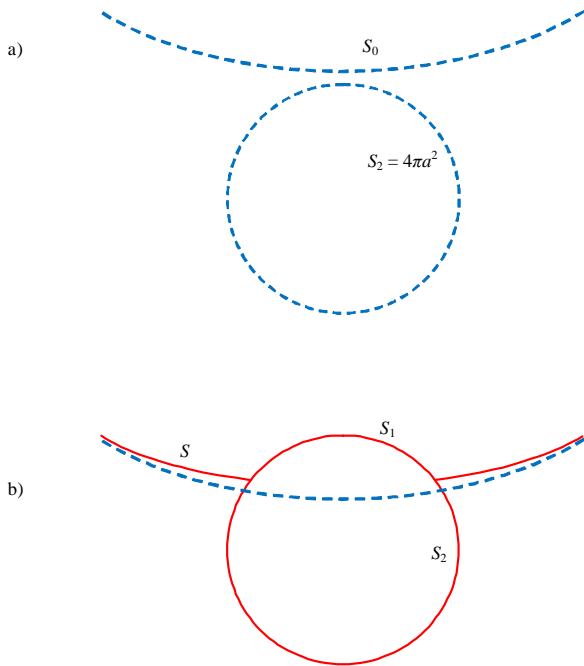 a)
S₀
S₂ = 4πa²
b)
S
S₁
S₂